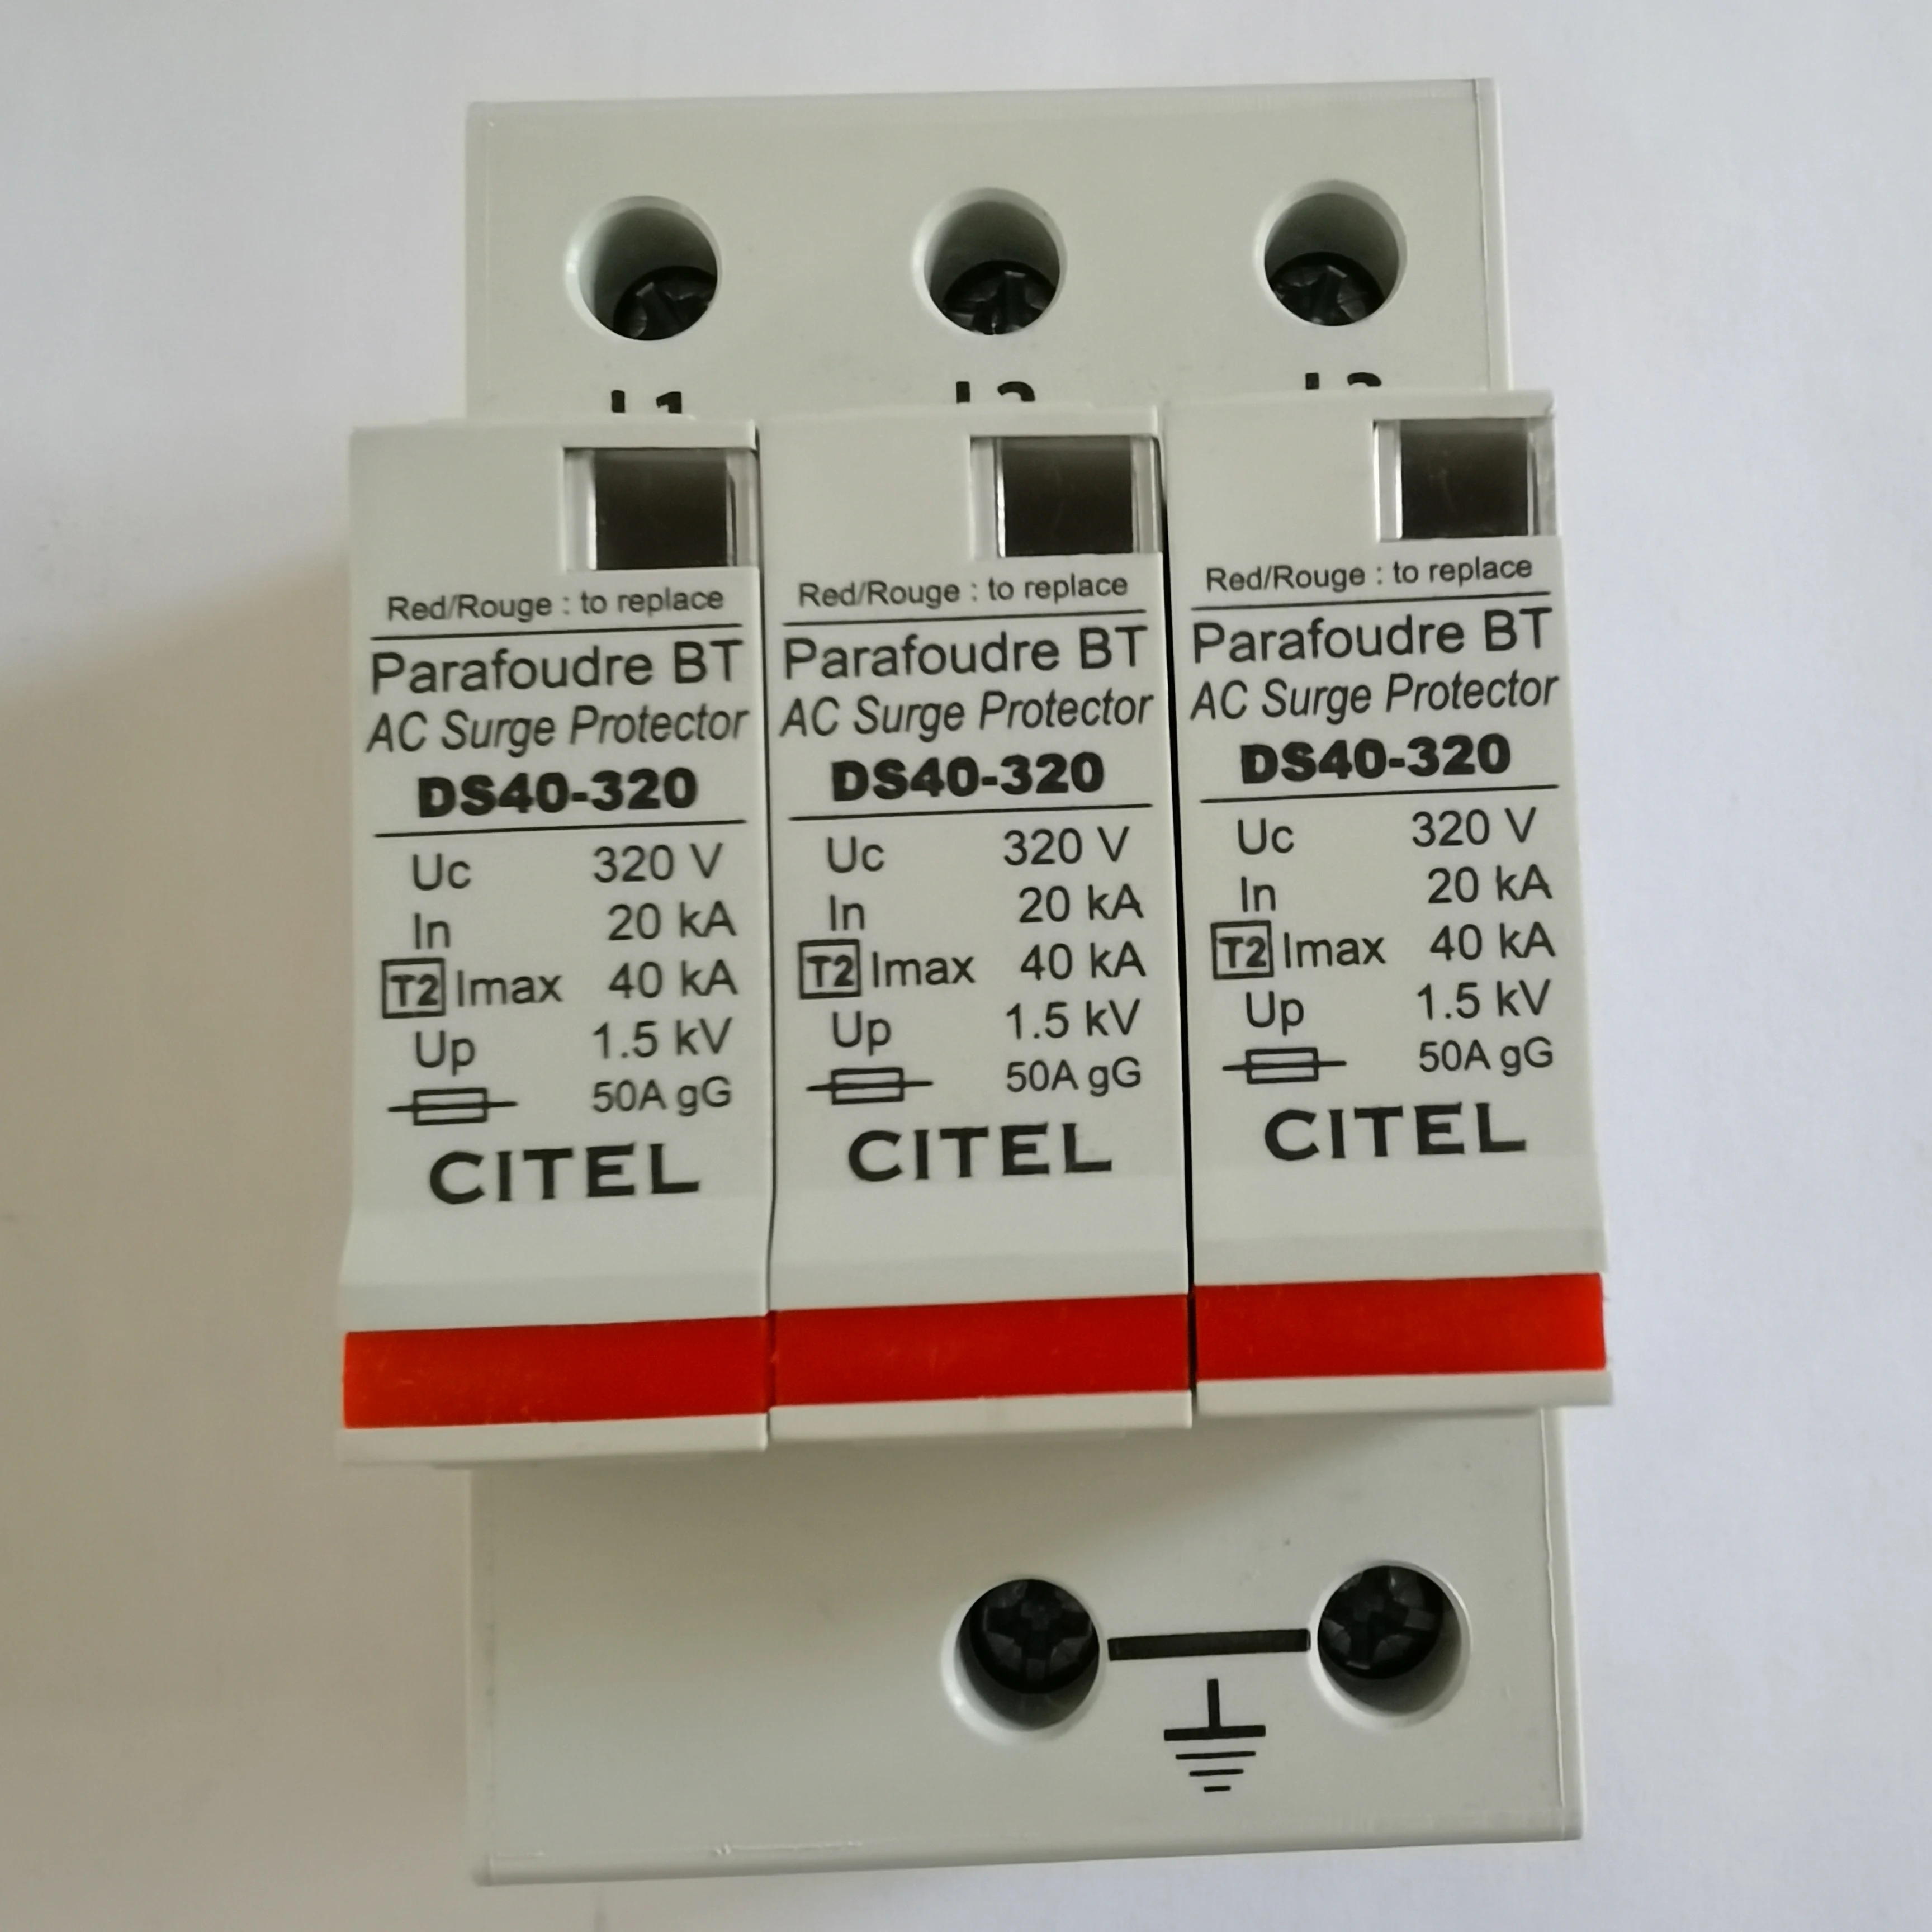 L1 L2 L3
Red/Rouge : to replace
Parafoudre BT
AC Surge Protector
DS40-320
Uc 320 V
In 20 kA
T2 Imax 40 kA
Up 1.5 kV
50A gG
CITEL
Red/Rouge : to replace
Parafoudre BT
AC Surge Protector
DS40-320
Uc 320 V
In 20 kA
T2 Imax 40 kA
Up 1.5 kV
50A gG
CITEL
Red/Rouge : to replace
Parafoudre BT
AC Surge Protector
DS40-320
Uc 320 V
In 20 kA
T2 Imax 40 kA
Up 1.5 kV
50A gG
CITEL